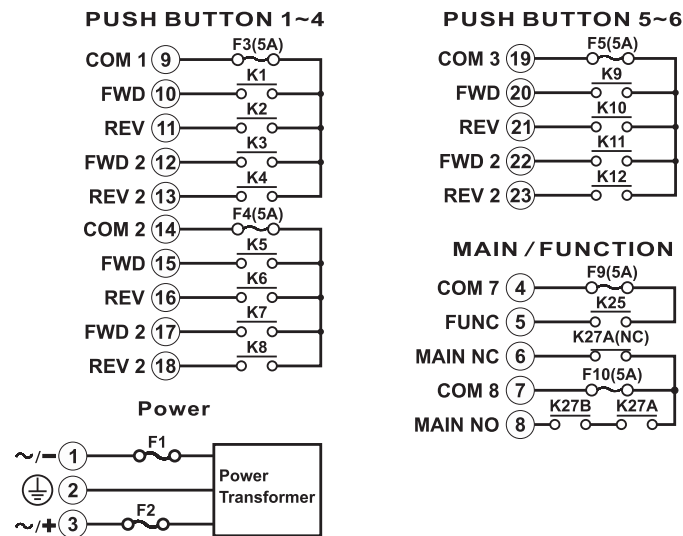 PUSH BUTTON 1~4
COM 1 9 F3(5A)
FWD 10 K1
REV 11 K2
FWD 2 12 K3
REV 2 13 K4
COM 2 14 F4(5A)
FWD 15 K5
REV 16 K6
FWD 2 17 K7
REV 2 18 K8
Power
~/- 1 F1
2
~/+ 3 F2
Power
Transformer
PUSH BUTTON 5~6
COM 3 19 F5(5A)
FWD 20 K9
REV 21 K10
FWD 2 22 K11
REV 2 23 K12
MAIN / FUNCTION
COM 7 4 F9(5A)
FUNC 5 K25
MAIN NC 6 K27A(NC)
COM 8 7 F10(5A)
MAIN NO 8 K27B K27A